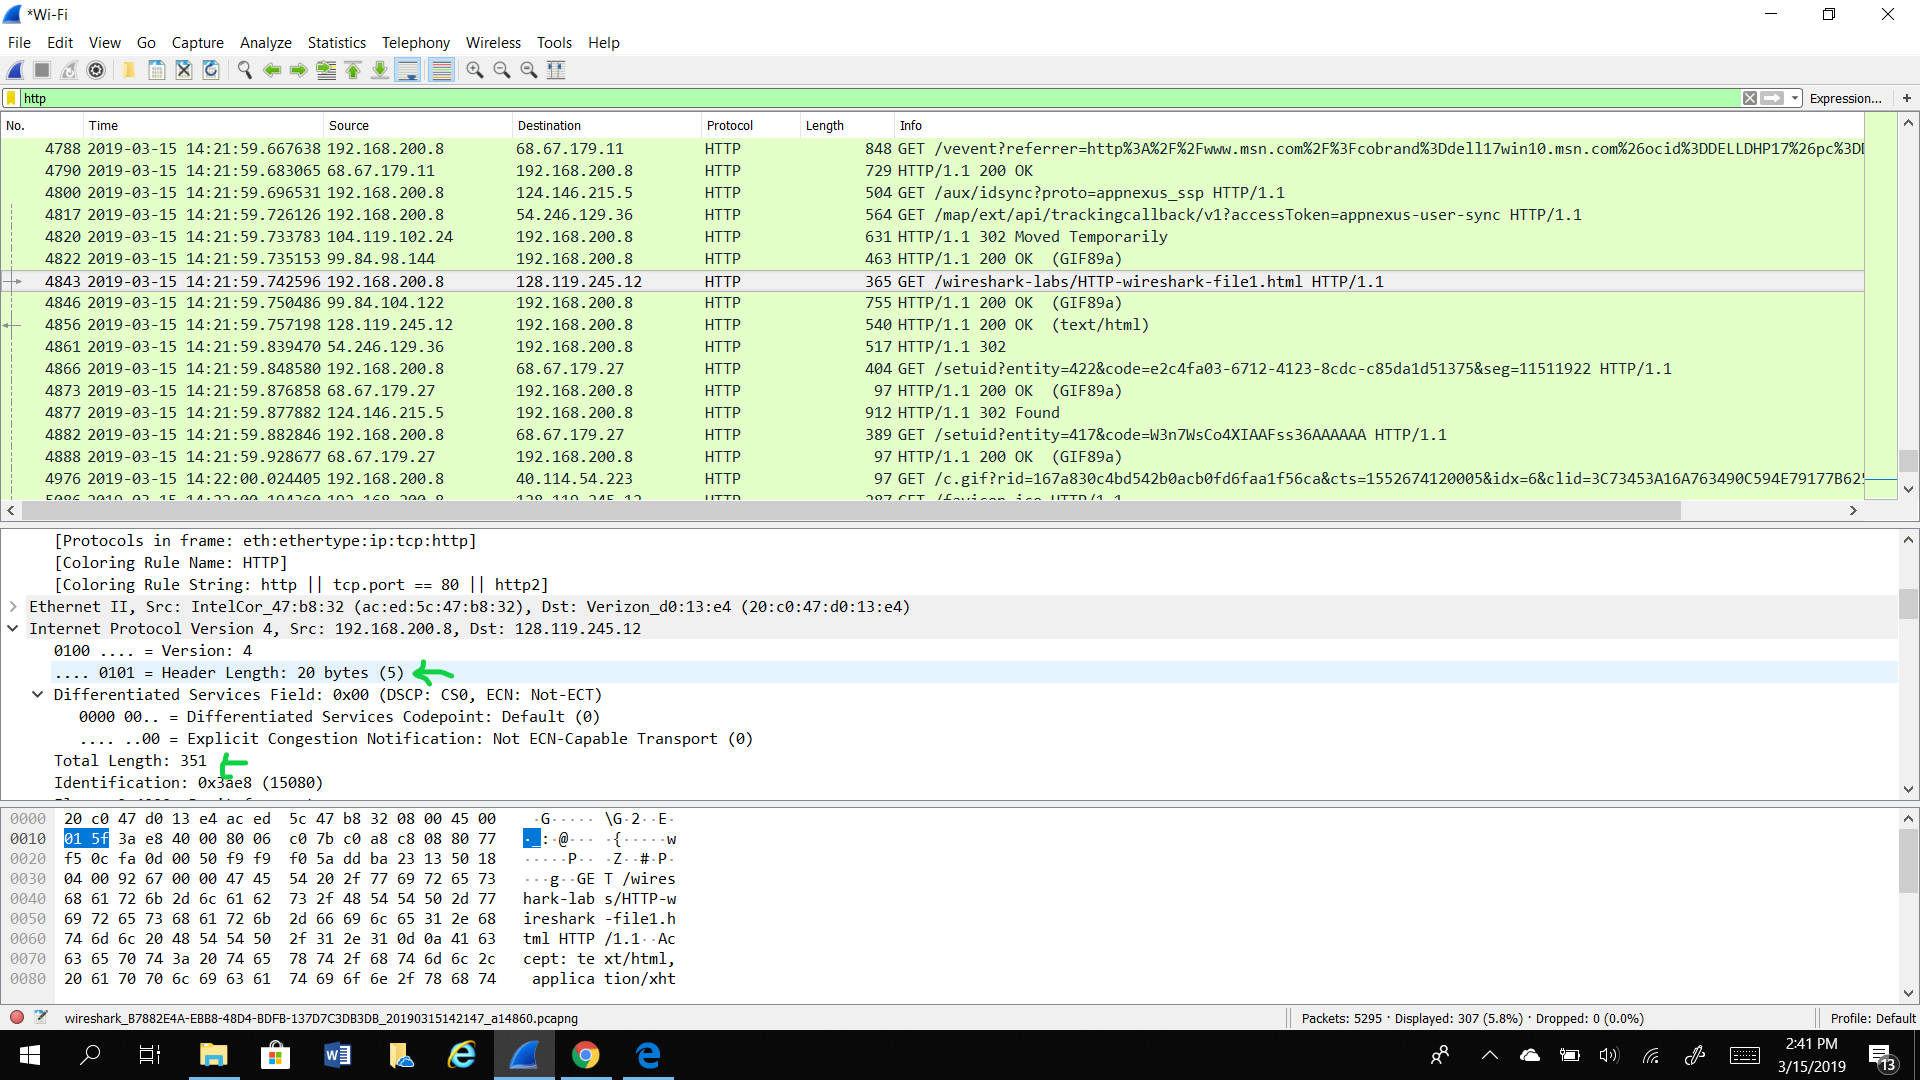 *Wi-Fi
File Edit View Go Capture Analyze Statistics Telephony Wireless Tools Help
http Expression... +
No. Time Source Destination Protocol Length Info
4788 2019-03-15 14:21:59.667638 192.168.200.8 68.67.179.11 HTTP 848 GET /vevent?referrer=http%3A%2F%2Fwww.msn.com%2F%3Fcobrand%3Ddell17win10.msn.com%26ocid%3DDELLDHP17%26pc%3D
4790 2019-03-15 14:21:59.683065 68.67.179.11 192.168.200.8 HTTP 729 HTTP/1.1 200 OK
4800 2019-03-15 14:21:59.696531 192.168.200.8 124.146.215.5 HTTP 504 GET /aux/idsync?proto=appnexus_ssp HTTP/1.1
4817 2019-03-15 14:21:59.726126 192.168.200.8 54.246.129.36 HTTP 564 GET /map/ext/api/trackingcallback/v1?accessToken=appnexus-user-sync HTTP/1.1
4820 2019-03-15 14:21:59.733783 104.119.102.24 192.168.200.8 HTTP 631 HTTP/1.1 302 Moved Temporarily
4822 2019-03-15 14:21:59.735153 99.84.98.144 192.168.200.8 HTTP 463 HTTP/1.1 200 OK (GIF89a)
4843 2019-03-15 14:21:59.742596 192.168.200.8 128.119.245.12 HTTP 365 GET /wireshark-labs/HTTP-wireshark-file1.html HTTP/1.1
4846 2019-03-15 14:21:59.750486 99.84.104.122 192.168.200.8 HTTP 755 HTTP/1.1 200 OK (GIF89a)
4856 2019-03-15 14:21:59.757198 128.119.245.12 192.168.200.8 HTTP 540 HTTP/1.1 200 OK (text/html)
4861 2019-03-15 14:21:59.839470 54.246.129.36 192.168.200.8 HTTP 517 HTTP/1.1 302
4866 2019-03-15 14:21:59.848580 192.168.200.8 68.67.179.27 HTTP 404 GET /setuid?entity=422&code=e2c4fa03-6712-4123-8cdc-c85da1d51375&seg=11511922 HTTP/1.1
4873 2019-03-15 14:21:59.876858 68.67.179.27 192.168.200.8 HTTP 97 HTTP/1.1 200 OK (GIF89a)
4877 2019-03-15 14:21:59.877882 124.146.215.5 192.168.200.8 HTTP 912 HTTP/1.1 302 Found
4882 2019-03-15 14:21:59.882846 192.168.200.8 68.67.179.27 HTTP 389 GET /setuid?entity=417&code=W3n7WsCo4XIAAFss36AAAAAA HTTP/1.1
4888 2019-03-15 14:21:59.928677 68.67.179.27 192.168.200.8 HTTP 97 HTTP/1.1 200 OK (GIF89a)
4976 2019-03-15 14:22:00.024405 192.168.200.8 40.114.54.223 HTTP 97 GET /c.gif?rid=167a830c4bd542b0acb0fd6faa1f56ca&cts=1552674120005&idx=6&clid=3C73453A16A763490C594E79177B625
5086 2019-03-15 14:22:00.194360 192.168.200.8 128.119.245.12 HTTP 287 GET /favicon.ico HTTP/1.1
[Protocols in frame: eth:ethertype:ip:tcp:http]
[Coloring Rule Name: HTTP]
[Coloring Rule String: http || tcp.port == 80 || http2]
Ethernet II, Src: IntelCor_47:b8:32 (ac:ed:5c:47:b8:32), Dst: Verizon_d0:13:e4 (20:c0:47:d0:13:e4)
Internet Protocol Version 4, Src: 192.168.200.8, Dst: 128.119.245.12
0100 .... = Version: 4
.... 0101 = Header Length: 20 bytes (5)
Differentiated Services Field: 0x00 (DSCP: CS0, ECN: Not-ECT)
0000 00.. = Differentiated Services Codepoint: Default (0)
.... ..00 = Explicit Congestion Notification: Not ECN-Capable Transport (0)
Total Length: 351
Identification: 0x3ae8 (15080)
0000 20 c0 47 d0 13 e4 ac ed 5c 47 b8 32 08 00 45 00 ·G····· \G·2··E·
0010 01 5f 3a e8 40 00 80 06 c0 7b c0 a8 c8 08 80 77 ·_:·@··· ·{·····w
0020 f5 0c fa 0d 00 50 f9 f9 f0 5a dd ba 23 13 50 18 ·····P·· ·Z··#·P·
0030 04 00 92 67 00 00 47 45 54 20 2f 77 69 72 65 73 ···g··GE T /wires
0040 68 61 72 6b 2d 6c 61 62 73 2f 48 54 54 50 2d 77 hark-lab s/HTTP-w
0050 69 72 65 73 68 61 72 6b 2d 66 69 6c 65 31 2e 68 ireshark -file1.h
0060 74 6d 6c 20 48 54 54 50 2f 31 2e 31 0d 0a 41 63 tml HTTP /1.1··Ac
0070 63 65 70 74 3a 20 74 65 78 74 2f 68 74 6d 6c 2c cept: te xt/html,
0080 20 61 70 70 6c 69 63 61 74 69 6f 6e 2f 78 68 74 applica tion/xht
wireshark_B7882E4A-EBB8-48D4-BDFB-137D7C3DB3DB_20190315142147_a14860.pcapng Packets: 5295 · Displayed: 307 (5.8%) · Dropped: 0 (0.0%) Profile: Default
2:41 PM
3/15/2019
13